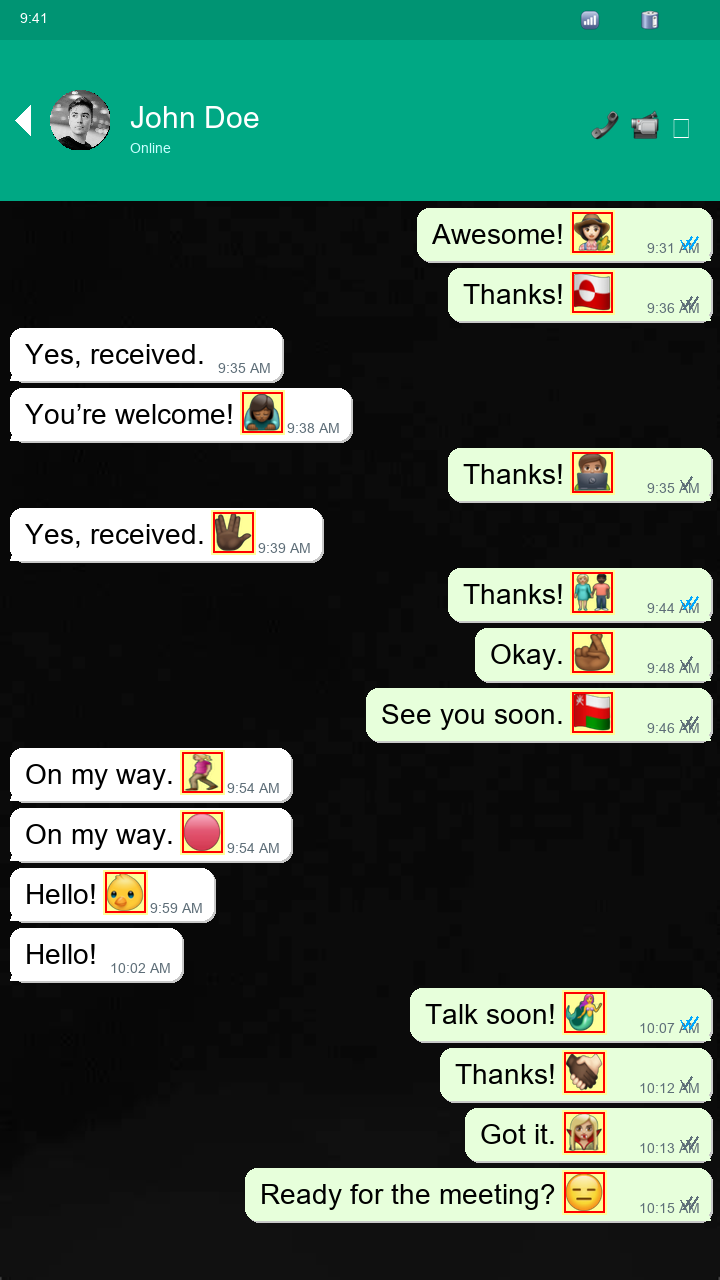 9:41
John Doe
Online
Awesome! 👩‍🌾 9:31 AM
Thanks! 🇬🇱 9:36 AM
Yes, received. 9:35 AM
You’re welcome! 🙇🏾‍♀️ 9:38 AM
Thanks! 🧑🏽‍💻 9:35 AM
Yes, received. 🖖🏿 9:39 AM
Thanks! 👫 9:44 AM
Okay. 🤞🏾 9:48 AM
See you soon. 🇴🇲 9:46 AM
On my way. 🧟‍♀️ 9:54 AM
On my way. 🔴 9:54 AM
Hello! 🐤 9:59 AM
Hello! 10:02 AM
Talk soon! 🧜‍♀️ 10:07 AM
Thanks! 🤝 10:12 AM
Got it. 🧝🏼‍♀️ 10:13 AM
Ready for the meeting? 😑 10:15 AM